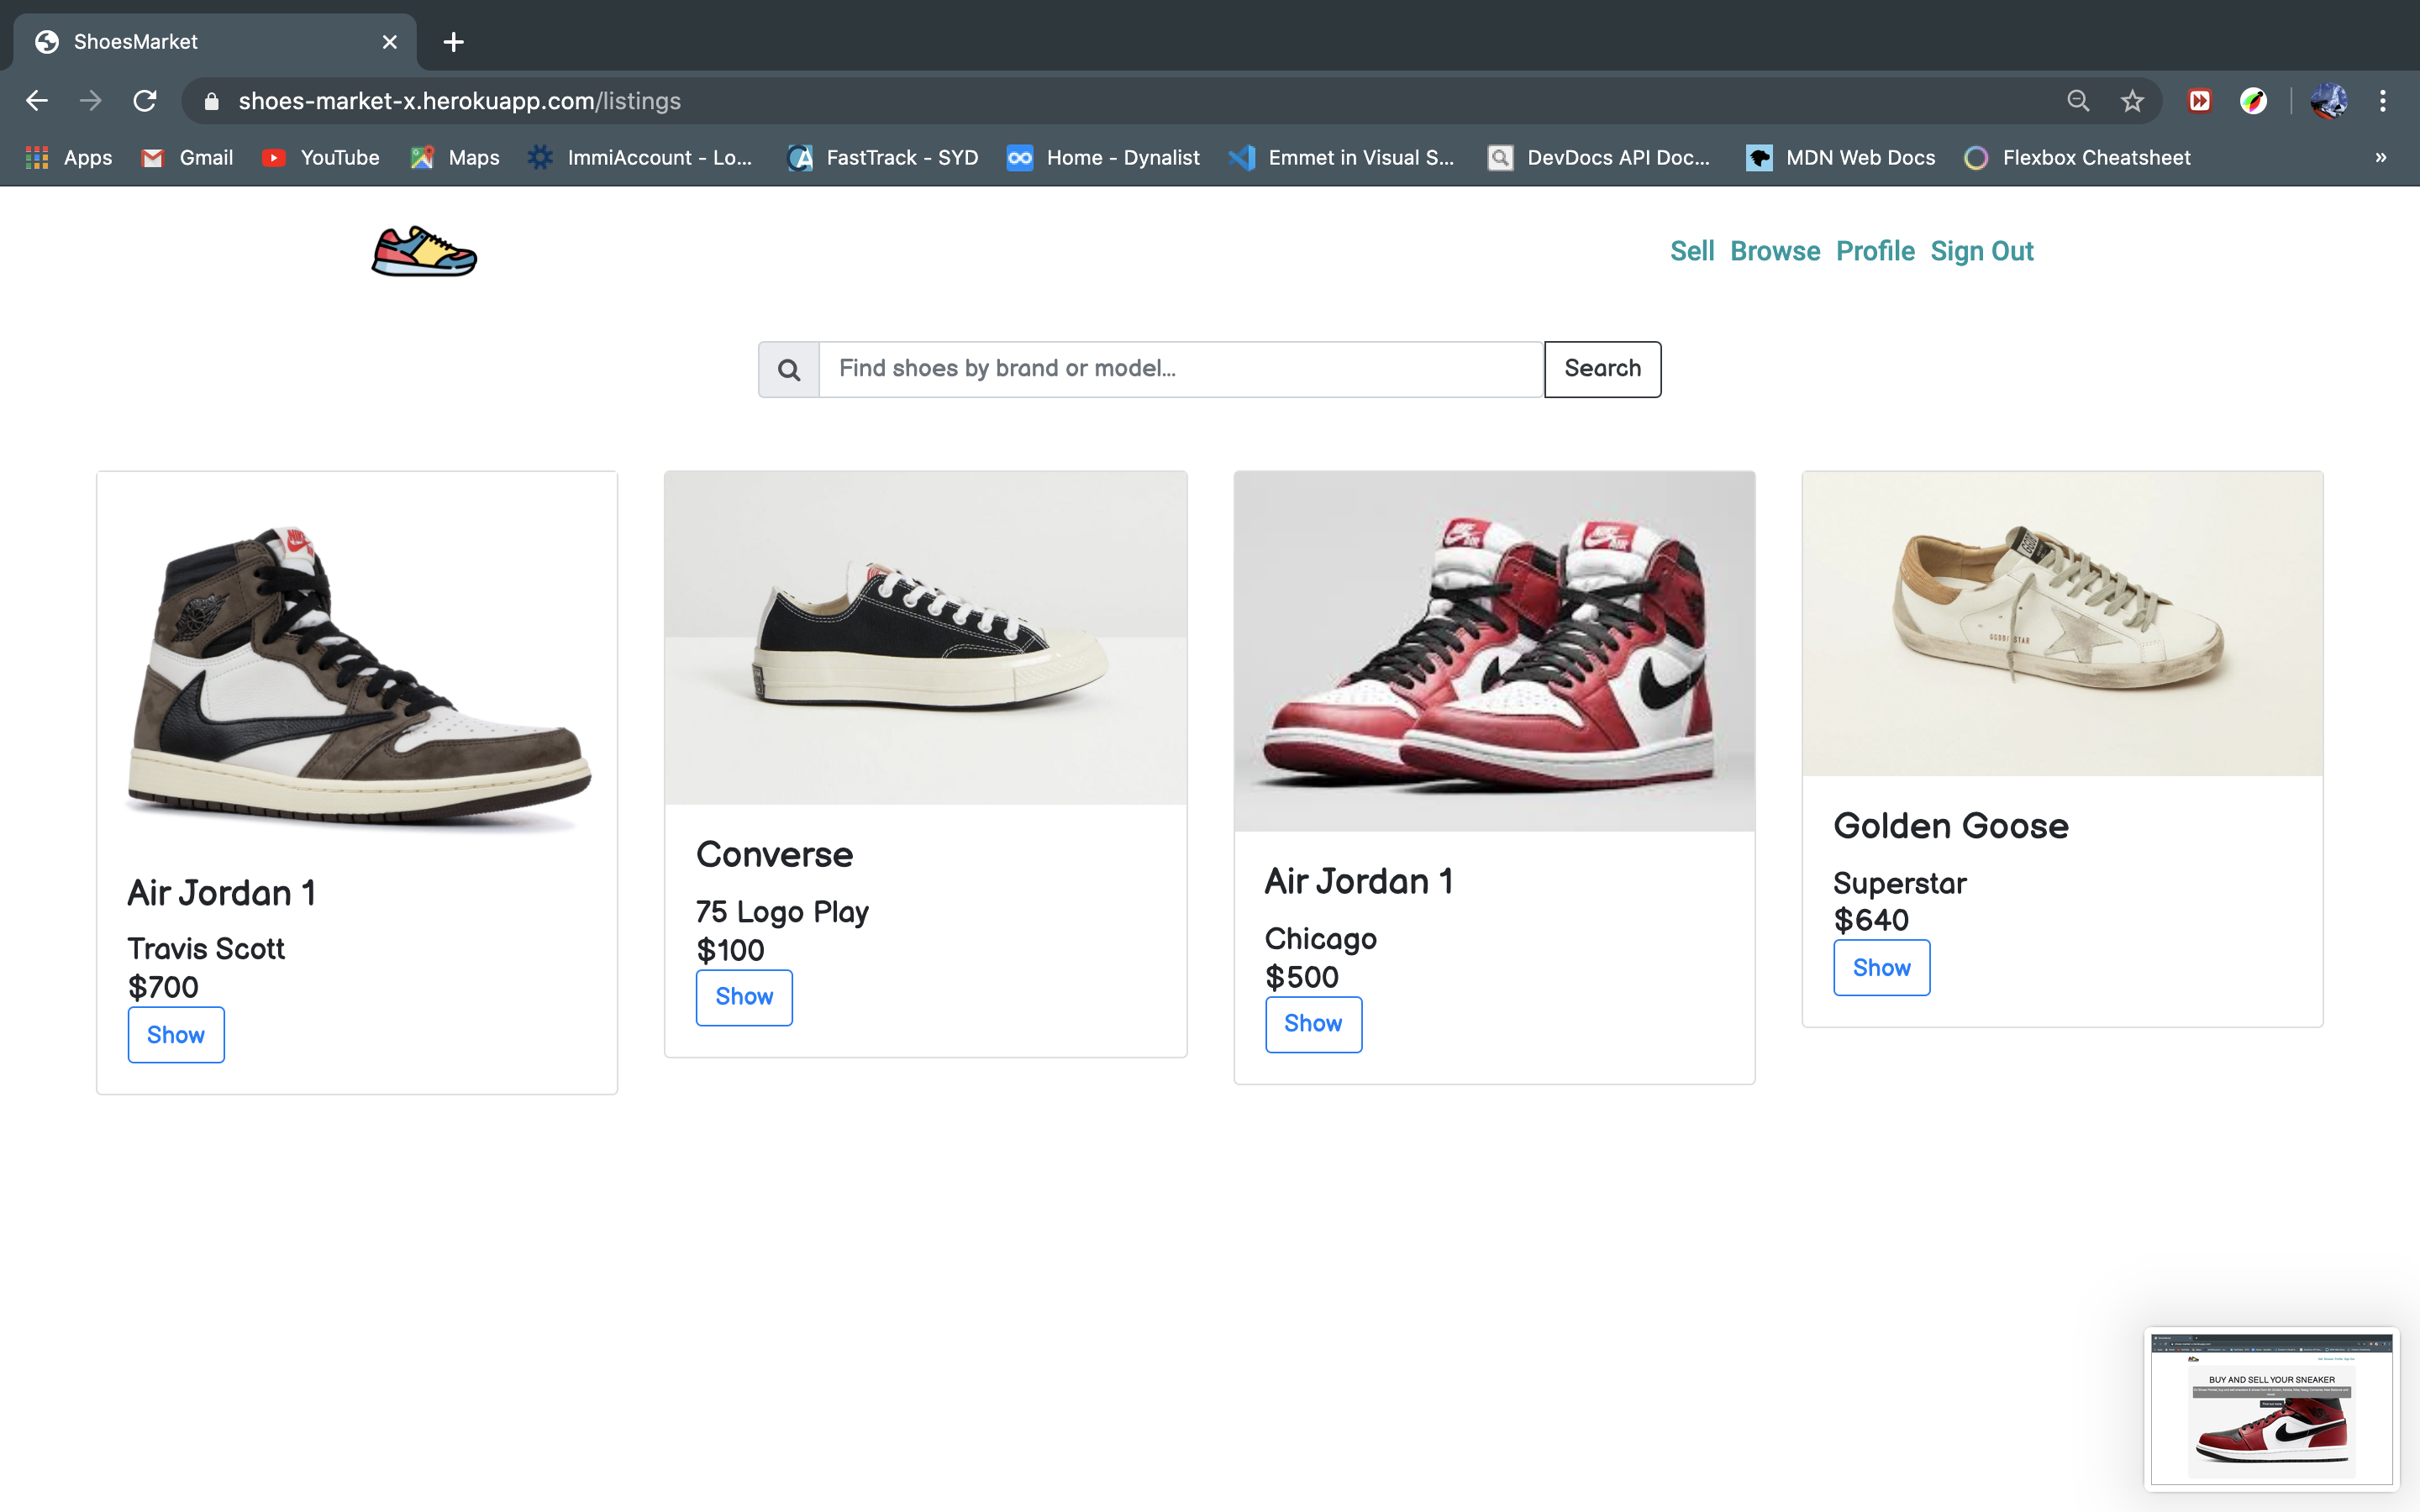 ShoesMarket
shoes-market-x.herokuapp.com/listings
Apps Gmail YouTube Maps ImmiAccount - Lo... FastTrack - SYD Home - Dynalist Emmet in Visual S... DevDocs API Doc... MDN Web Docs Flexbox Cheatsheet »
Sell Browse Profile Sign Out
Find shoes by brand or model... Search
Air Jordan 1
Travis Scott
$700
Show
Converse
75 Logo Play
$100
Show
Air Jordan 1
Chicago
$500
Show
Golden Goose
Superstar
$640
Show
BUY AND SELL YOUR SNEAKER